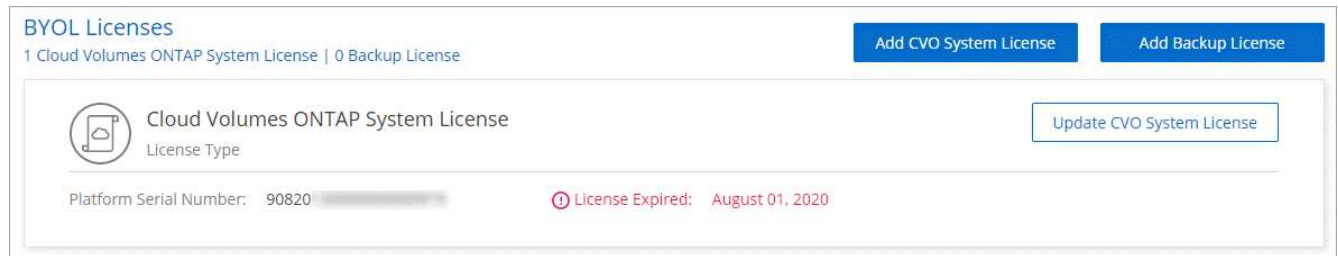 BYOL Licenses
1 Cloud Volumes ONTAP System License | 0 Backup License
Add CVO System License
Add Backup License
Cloud Volumes ONTAP System License
License Type
Update CVO System License
Platform Serial Number: 90820
License Expired: August 01, 2020